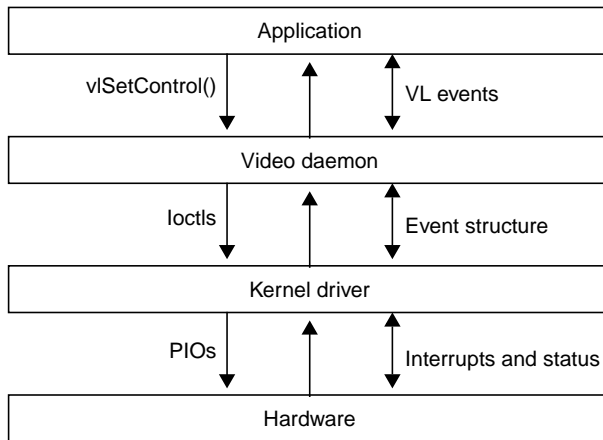 Application
vlSetControl()
VL events
Video daemon
Ioctls
Event structure
Kernel driver
PIOs
Interrupts and status
Hardware